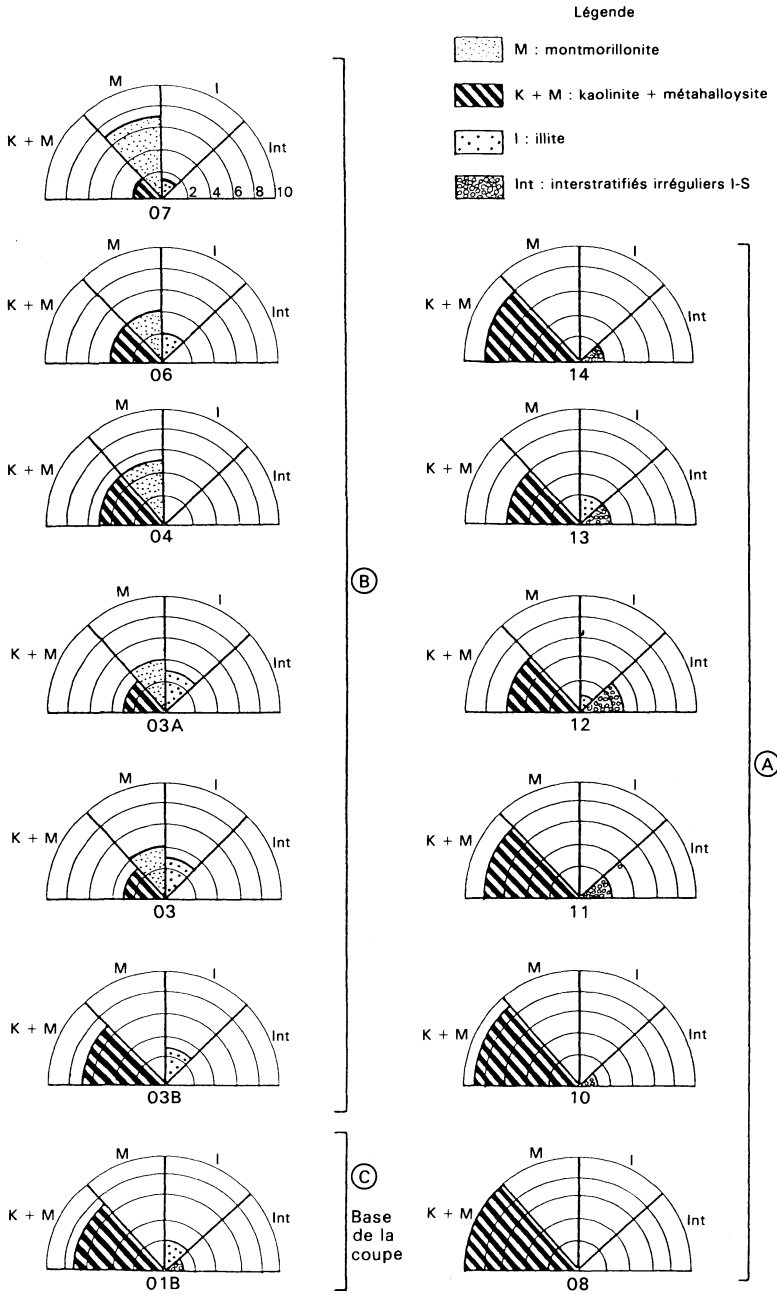 Légende
M : montmorillonite
K + M : kaolinite + métahalloysite
I : illite
Int : interstratifiés irréguliers I-S
M I
K + M Int
2 4 6 8 10
07
M I
K + M Int
06
M I
K + M Int
04
M I
K + M Int
03A
M I
K + M Int
03
M I
K + M Int
03B
B
M I
K + M Int
01B
C
Base
de la
coupe
M I
K + M Int
14
M I
K + M Int
13
M I
K + M Int
12
M I
K + M Int
11
M I
K + M Int
10
M I
K + M Int
08
A